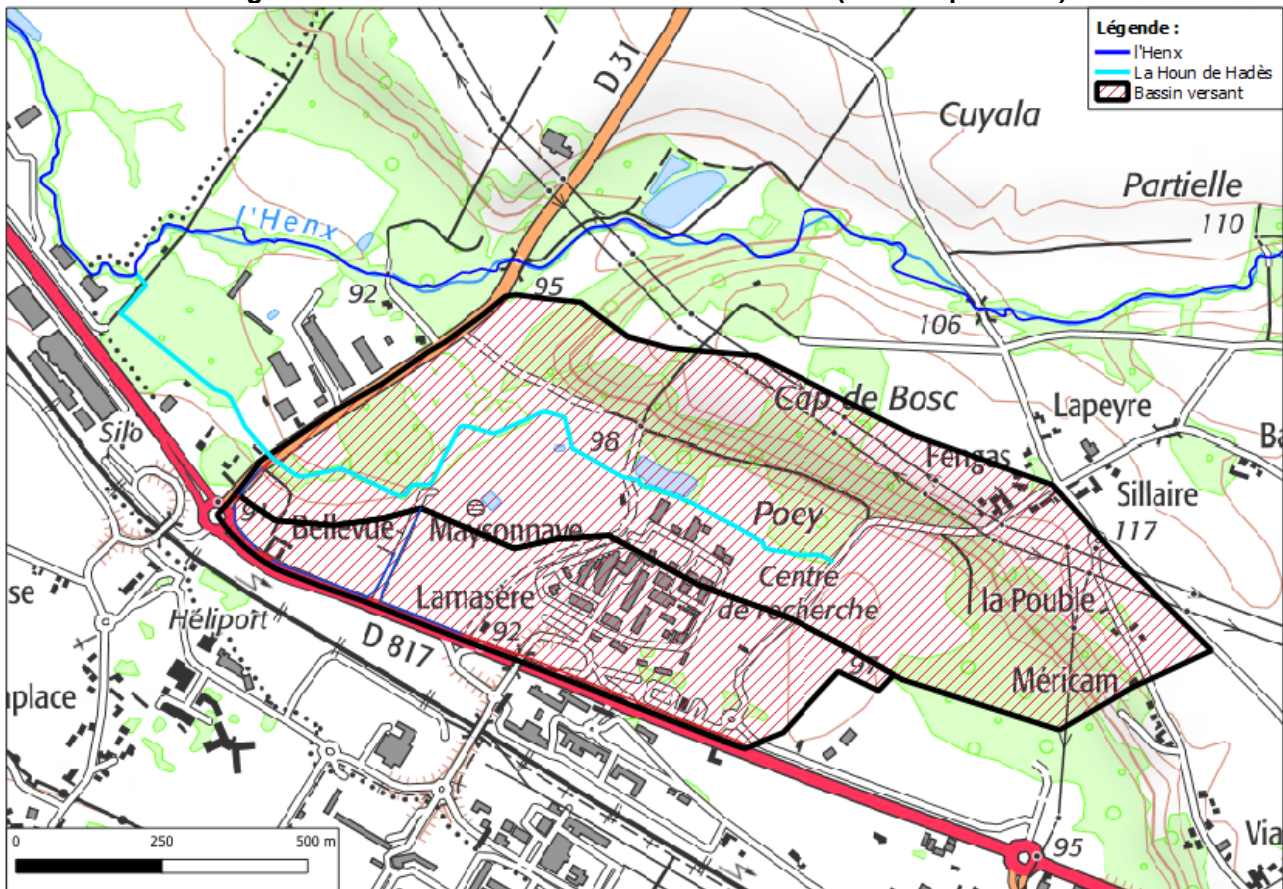 Légende :
l'Henx
La Houn de Hadès
Bassin versant
D 31
Cuyala
Partielle
110
l'Henx
92
95
106
Cap de Bosc
Lapeyre
Silo
98
Fengas
Sillaire
117
Bellevue
Maysonnave
Poey
Centre
de recherche
Lamasère
92
la Pouble
Héliport
D 817
97
Méricam
95
Via
0 250 500 m